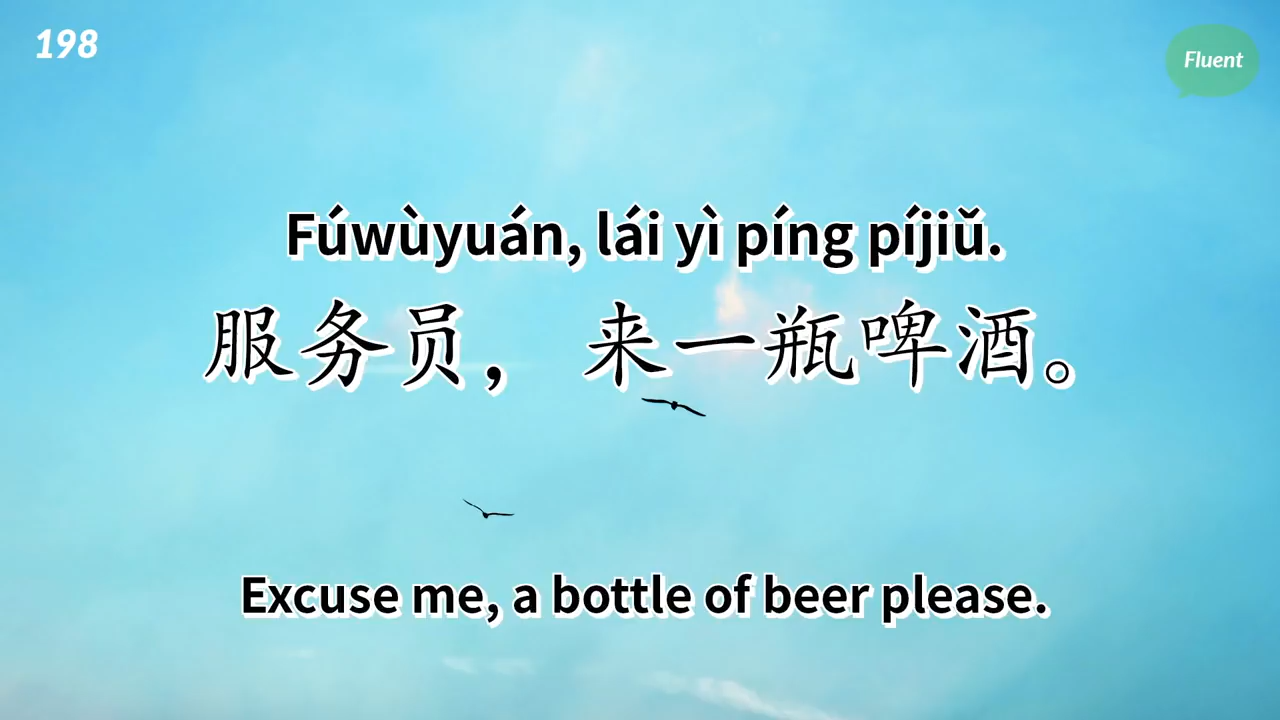 198
Fluent
Fúwùyuán, lái yì píng píjiǔ.
服务员，来一瓶啤酒。
Excuse me, a bottle of beer please.